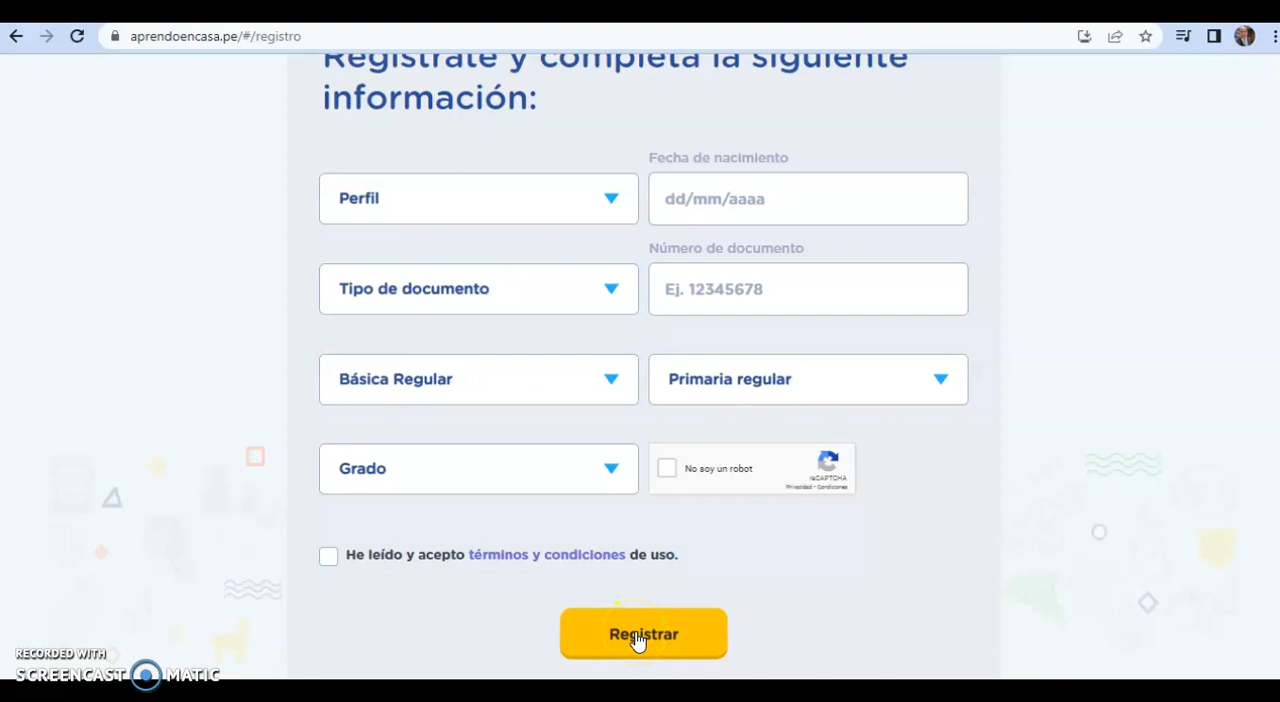 aprendoencasa.pe/#/registro
Regístrate y completa la siguiente
información:
Fecha de nacimiento
Perfil
dd/mm/aaaa
Número de documento
Tipo de documento
Ej. 12345678
Básica Regular
Primaria regular
Grado
No soy un robot
reCAPTCHA
Privacidad - Condiciones
He leído y acepto términos y condiciones de uso.
Registrar
RECORDED WITH
SCREENCAST MATIC